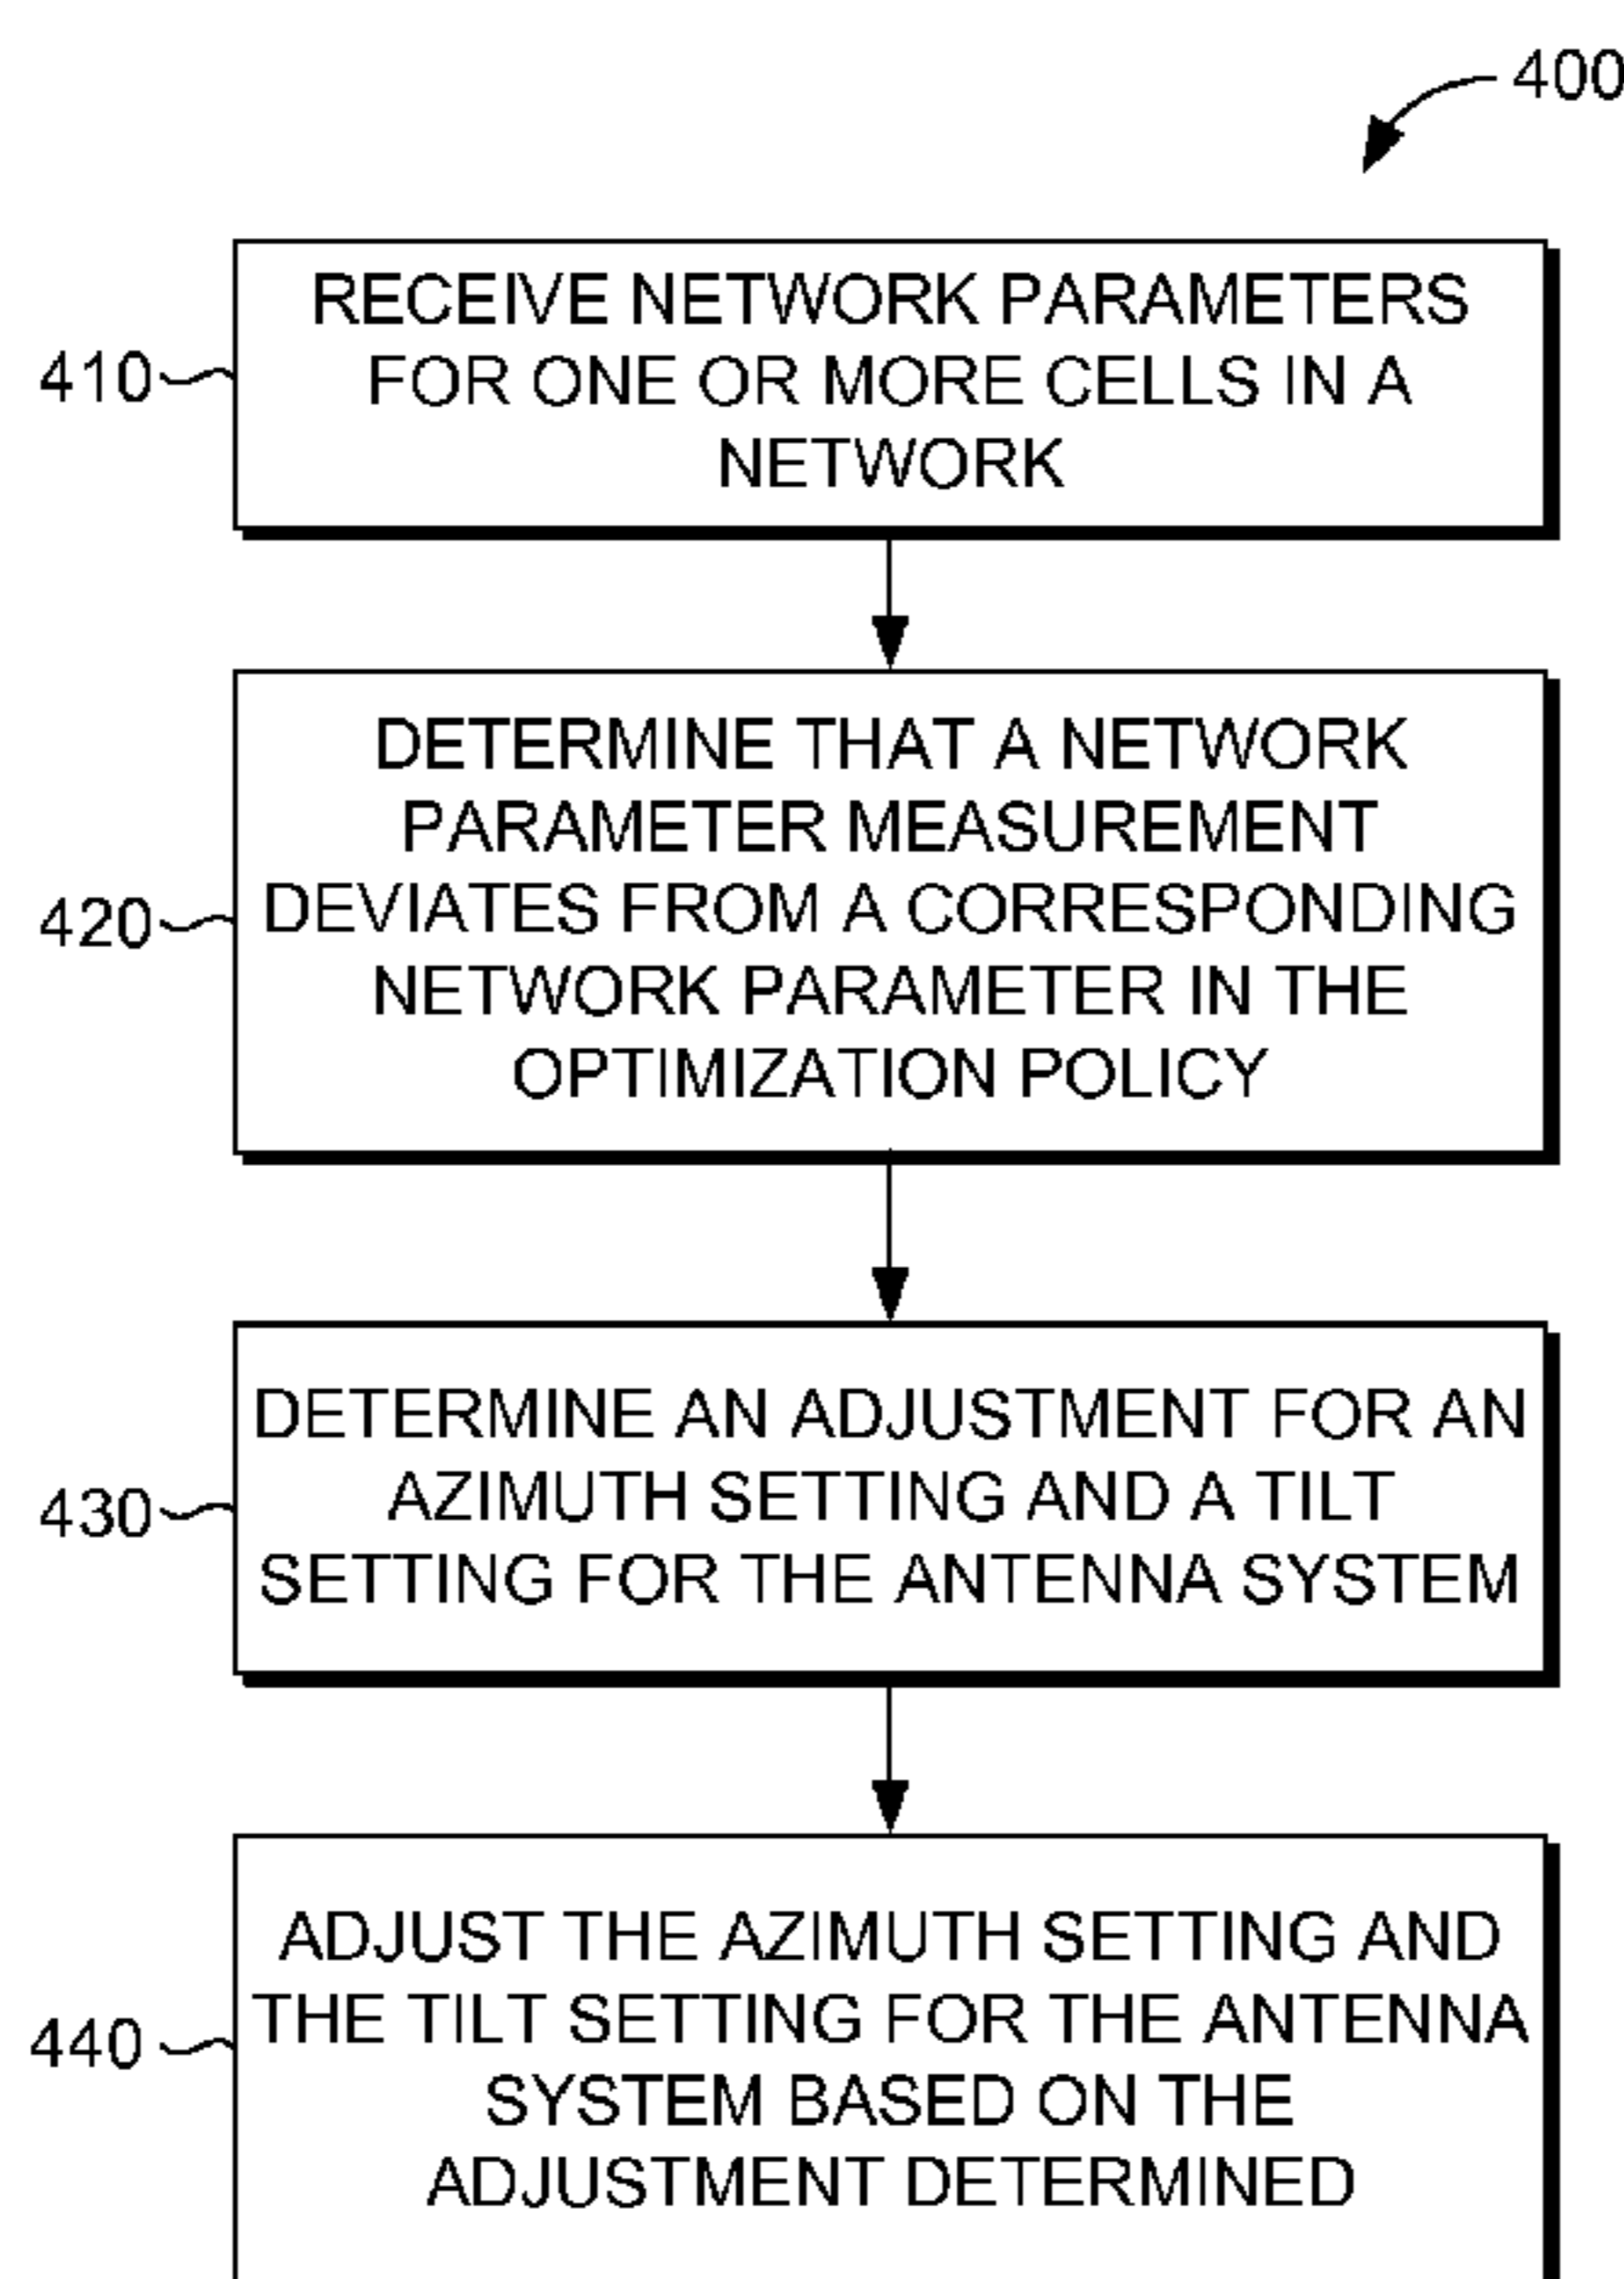 400
RECEIVE NETWORK PARAMETERS
FOR ONE OR MORE CELLS IN A
NETWORK
410
DETERMINE THAT A NETWORK
PARAMETER MEASUREMENT
DEVIATES FROM A CORRESPONDING
NETWORK PARAMETER IN THE
OPTIMIZATION POLICY
420
DETERMINE AN ADJUSTMENT FOR AN
AZIMUTH SETTING AND A TILT
SETTING FOR THE ANTENNA SYSTEM
430
ADJUST THE AZIMUTH SETTING AND
THE TILT SETTING FOR THE ANTENNA
SYSTEM BASED ON THE
ADJUSTMENT DETERMINED
440